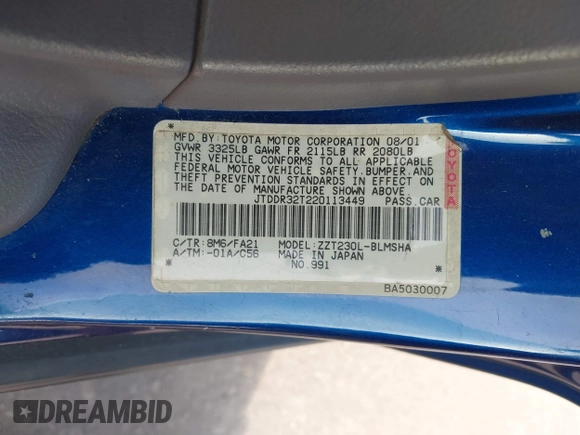 MFD. BY: TOYOTA MOTOR CORPORATION 08/01
GVWR 3325LB GAWR FR 2115LB RR 2080LB
THIS VEHICLE CONFORMS TO ALL APPLICABLE
FEDERAL MOTOR VEHICLE SAFETY, BUMPER, AND
THEFT PREVENTION STANDARDS IN EFFECT ON
THE DATE OF MANUFACTURE SHOWN ABOVE.
JTDDR32T220113449 PASS. CAR
TOYOTA
C/TR: 8M6/FA21 MODEL: ZZT230L-BLMSHA
A/TM: -01A/C56 MADE IN JAPAN
NO. 991
BA5030007
DREAMBID